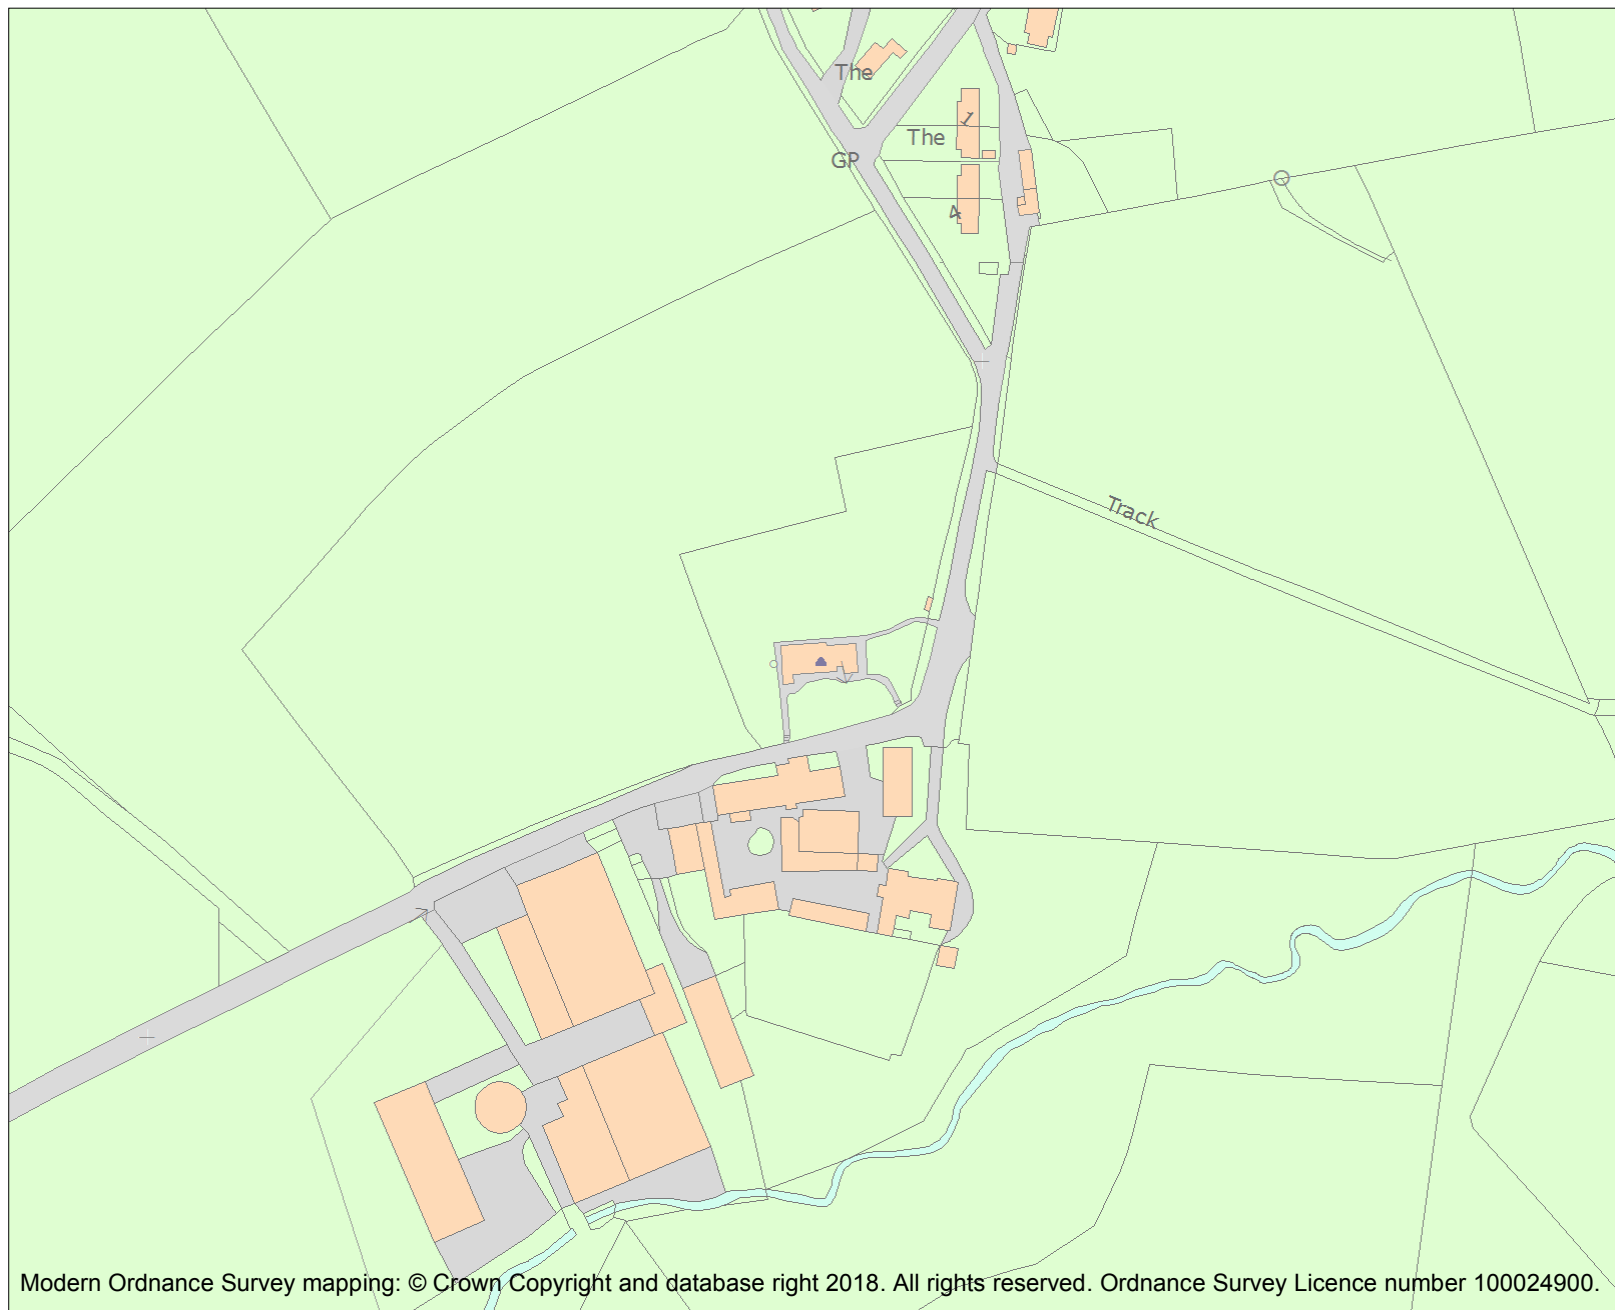 The
1
The
GP
4
Track
Modern Ordnance Survey mapping: © Crown Copyright and database right 2018. All rights reserved. Ordnance Survey Licence number 100024900.